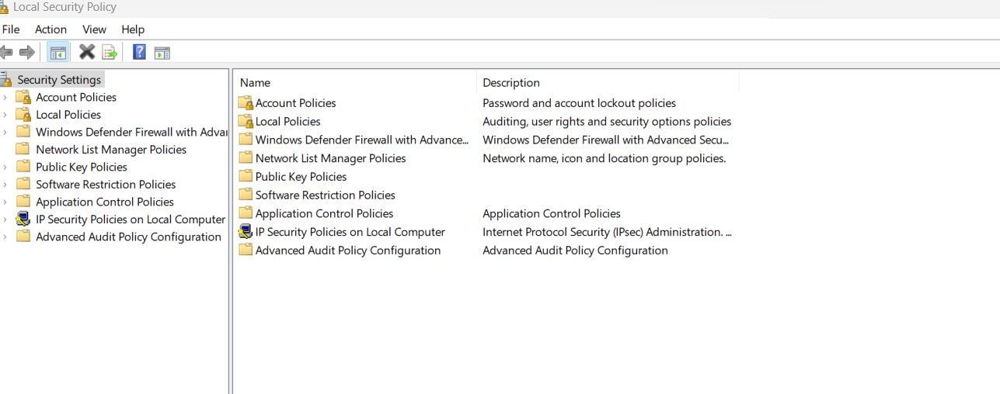 Local Security Policy
File Action View Help
Security Settings
Account Policies
Local Policies
Windows Defender Firewall with Adva
Network List Manager Policies
Public Key Policies
Software Restriction Policies
Application Control Policies
IP Security Policies on Local Computer
Advanced Audit Policy Configuration
Name Description
Account Policies Password and account lockout policies
Local Policies Auditing, user rights and security options policies
Windows Defender Firewall with Advance... Windows Defender Firewall with Advanced Secu...
Network List Manager Policies Network name, icon and location group policies.
Public Key Policies
Software Restriction Policies
Application Control Policies Application Control Policies
IP Security Policies on Local Computer Internet Protocol Security (IPsec) Administration. ...
Advanced Audit Policy Configuration Advanced Audit Policy Configuration